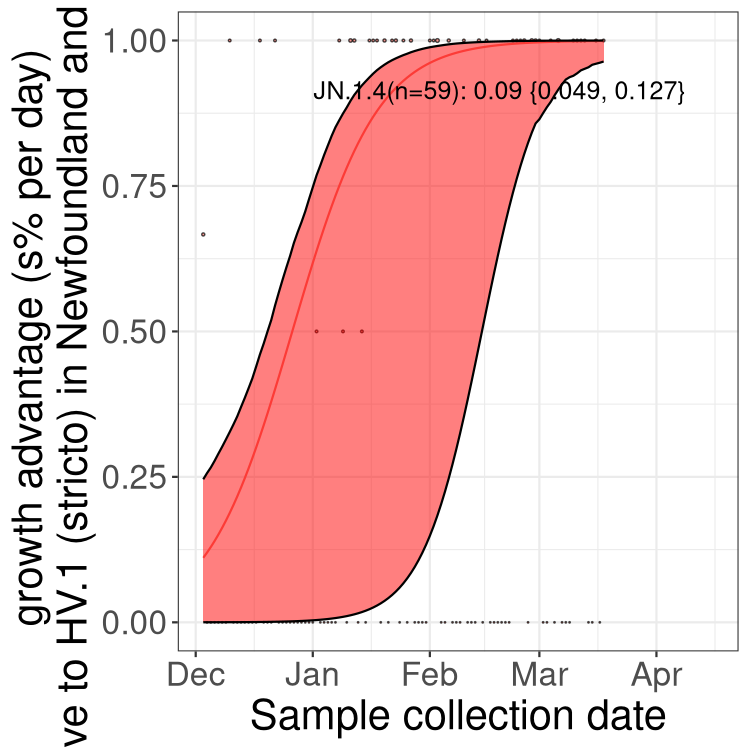 growth advantage (s% per day)
ve to HV.1 (stricto) in Newfoundland and
1.00
0.75
0.50
0.25
0.00
JN.1.4(n=59): 0.09 {0.049, 0.127}
Dec Jan Feb Mar Apr
Sample collection date